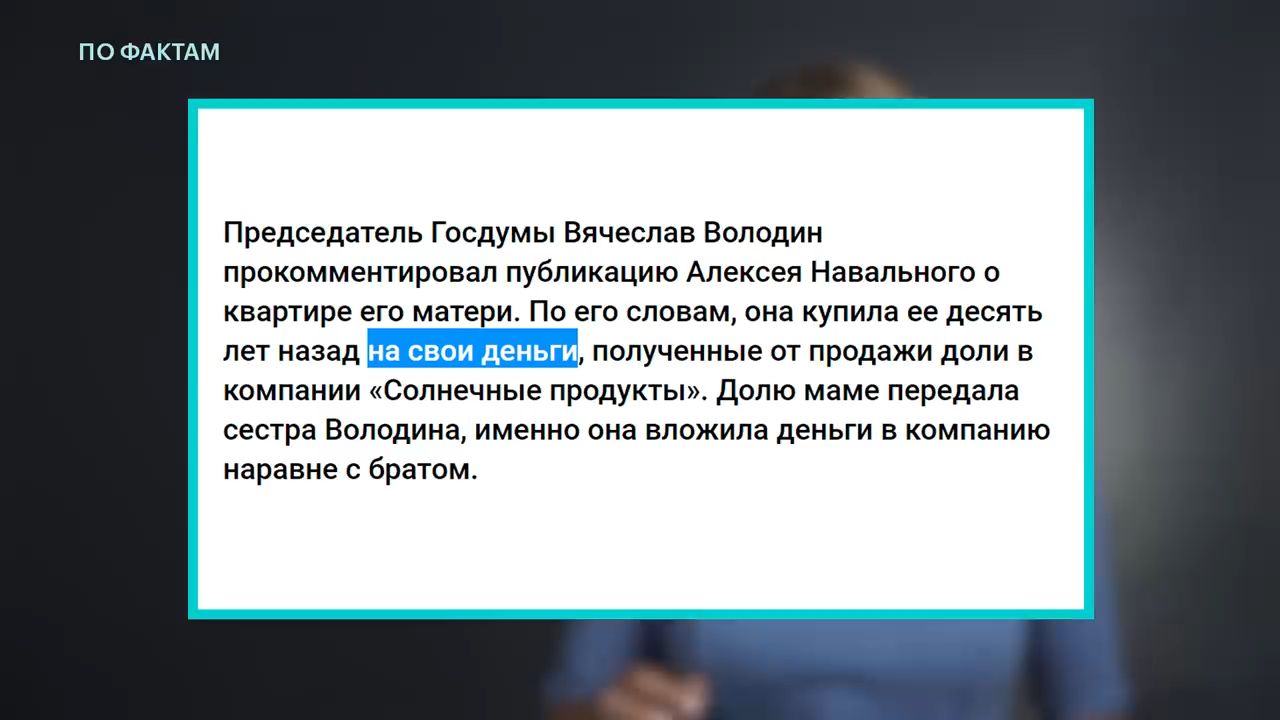 ПО ФАКТАМ
Председатель Госдумы Вячеслав Володин
прокомментировал публикацию Алексея Навального о
квартире его матери. По его словам, она купила ее десять
лет назад на свои деньги, полученные от продажи доли в
компании «Солнечные продукты». Долю маме передала
сестра Володина, именно она вложила деньги в компанию
наравне с братом.